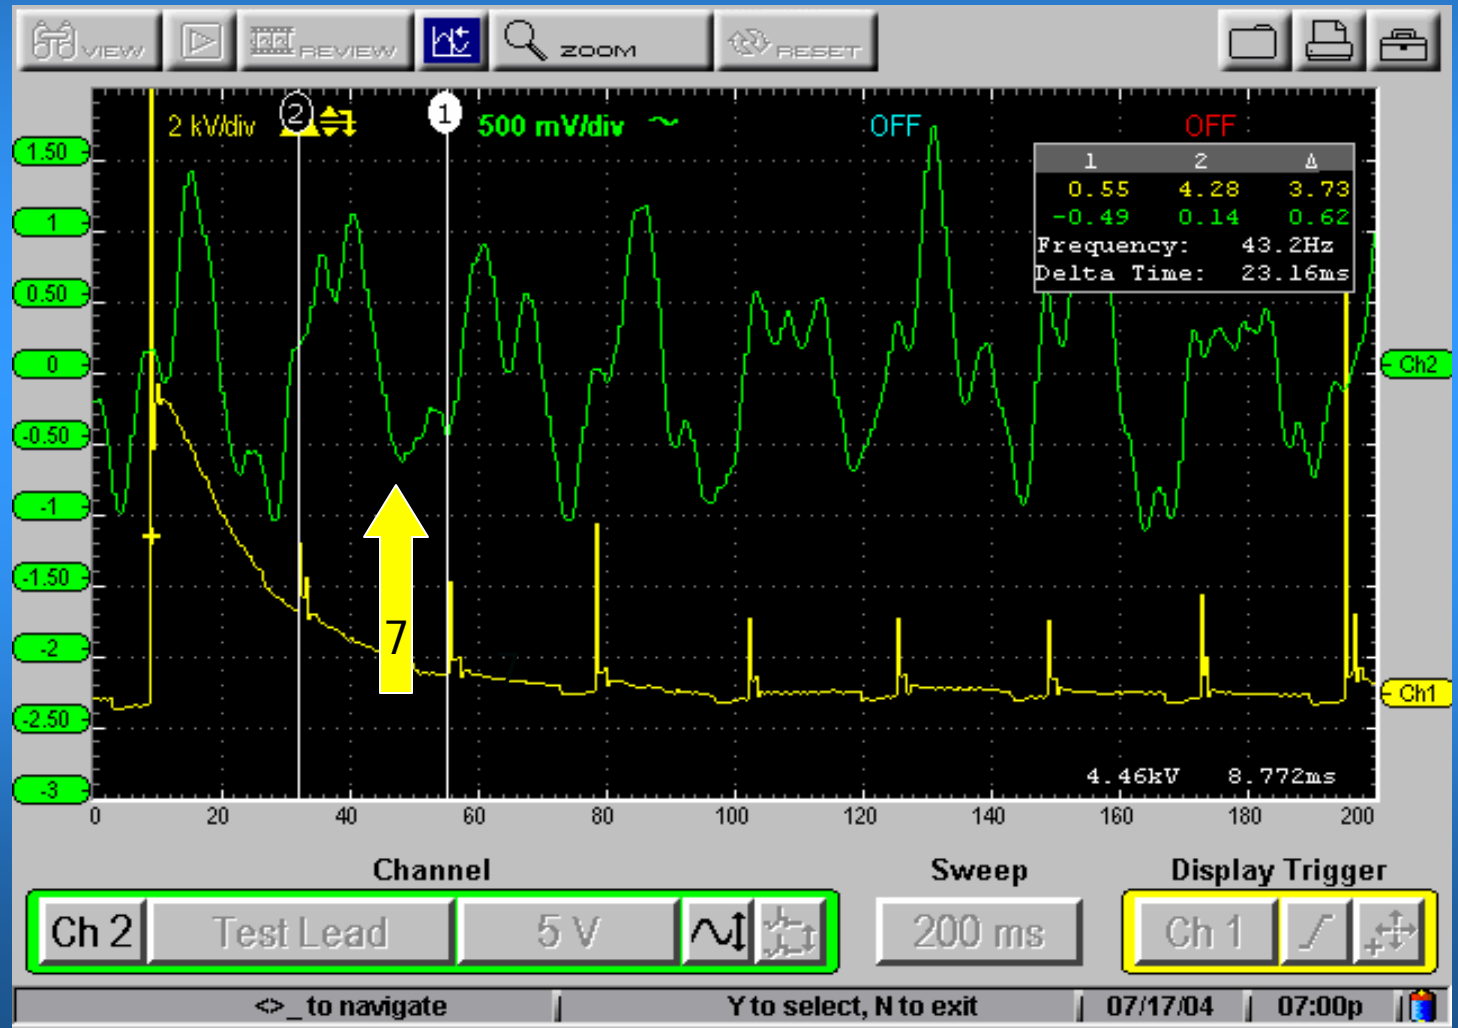 VIEW REVIEW ZOOM RESET
2 kV/div 2 1 500 mV/div OFF OFF
1 2 Δ
0.55 4.28 3.73
-0.49 0.14 0.62
Frequency: 43.2Hz
Delta Time: 23.16ms
1.50
1
0.50
0
-0.50
-1
-1.50
-2
-2.50
-3
Ch2
7
Ch1
4.46kV 8.772ms
0 20 40 60 80 100 120 140 160 180 200
Channel Sweep Display Trigger
Ch 2 Test Lead 5 V 200 ms Ch 1
<>_ to navigate Y to select, N to exit 07/17/04 07:00p